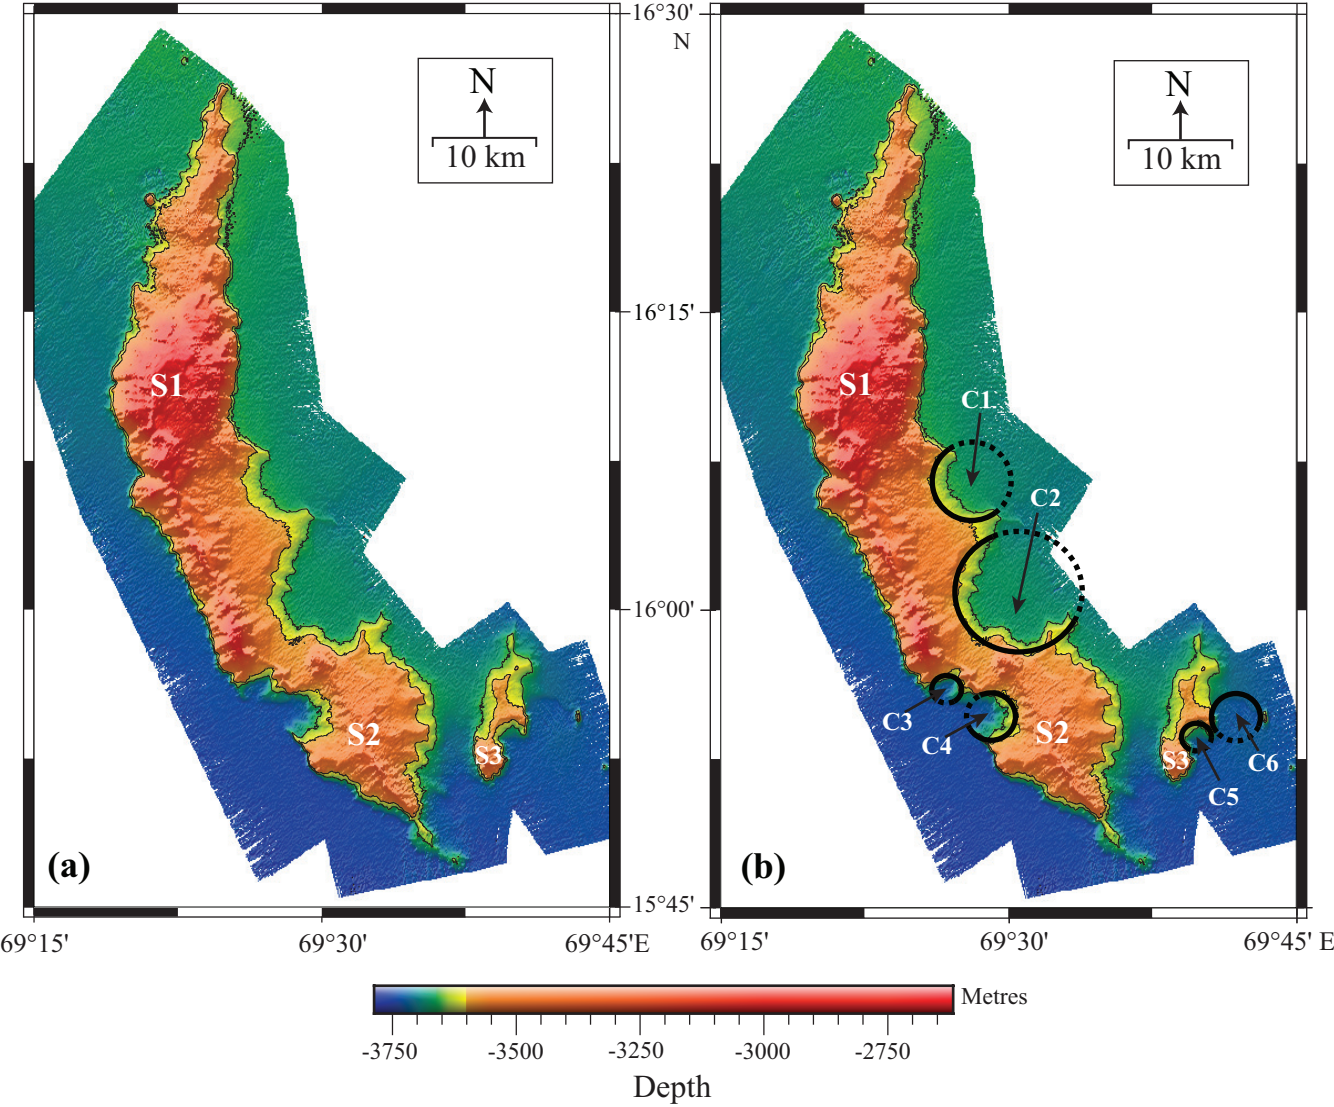 16°30'
N
N
10 km
N
10 km
16°15'
S1
S1
C1
C2
16°00'
S2
S3
C3
C4
S2
S3
C5
C6
(a)
(b)
15°45'
69°15'
69°30'
69°45'E
69°15'
69°30'
69°45' E
Metres
-3750
-3500
-3250
-3000
-2750
Depth